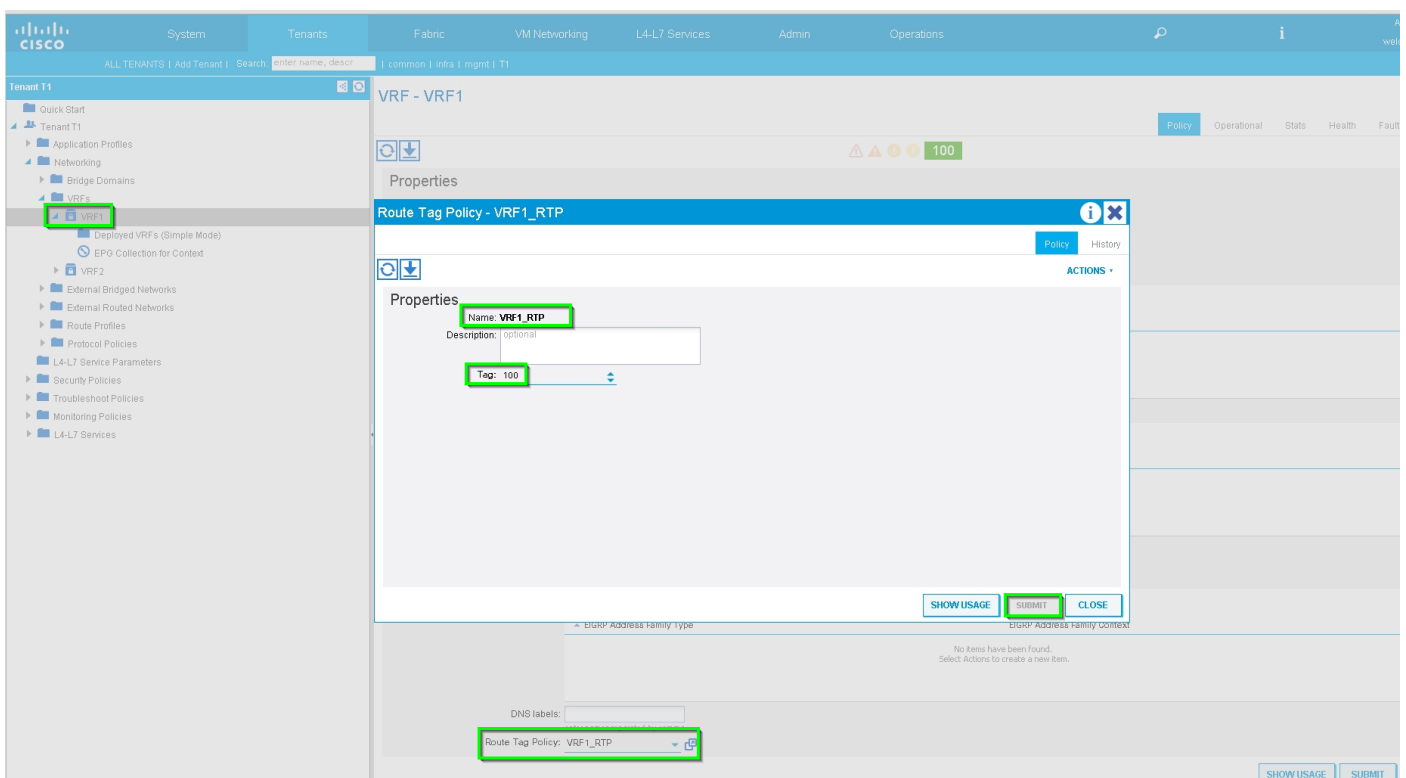 CISCO
System Tenants Fabric VM Networking L4-L7 Services Admin Operations i
welc
ALL TENANTS | Add Tenant | Search: enter name, descr | common | infra | mgmt | T1
Tenant T1
VRF - VRF1
Quick Start
Tenant T1
Policy Operational Stats Health Fault
Application Profiles
Networking
100
Bridge Domains
Properties
VRFs
VRF1
Route Tag Policy - VRF1_RTP
Deployed VRFs (Simple Mode)
Policy History
EPG Collection for Context
VRF2
ACTIONS
External Bridged Networks
External Routed Networks
Route Profiles
Protocol Policies
L4-L7 Service Parameters
Security Policies
Troubleshoot Policies
Monitoring Policies
L4-L7 Services
Properties
Name: VRF1_RTP
Description: optional
Tag: 100
SHOW USAGE SUBMIT CLOSE
EIGRP Address Family Type EIGRP Address Family Context
No items have been found.
Select Actions to create a new item.
DNS labels:
Route Tag Policy: VRF1_RTP
SHOW USAGE SUBMIT